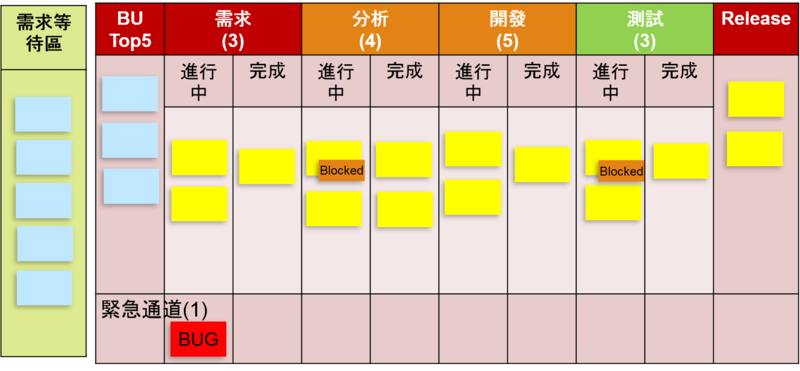 需求等
待區
BU
Top5
需求
(3)
分析
(4)
開發
(5)
測試
(3)
Release
進行
中
完成
進行
中
完成
進行
中
完成
進行
中
完成
Blocked
Blocked
緊急通道(1)
BUG